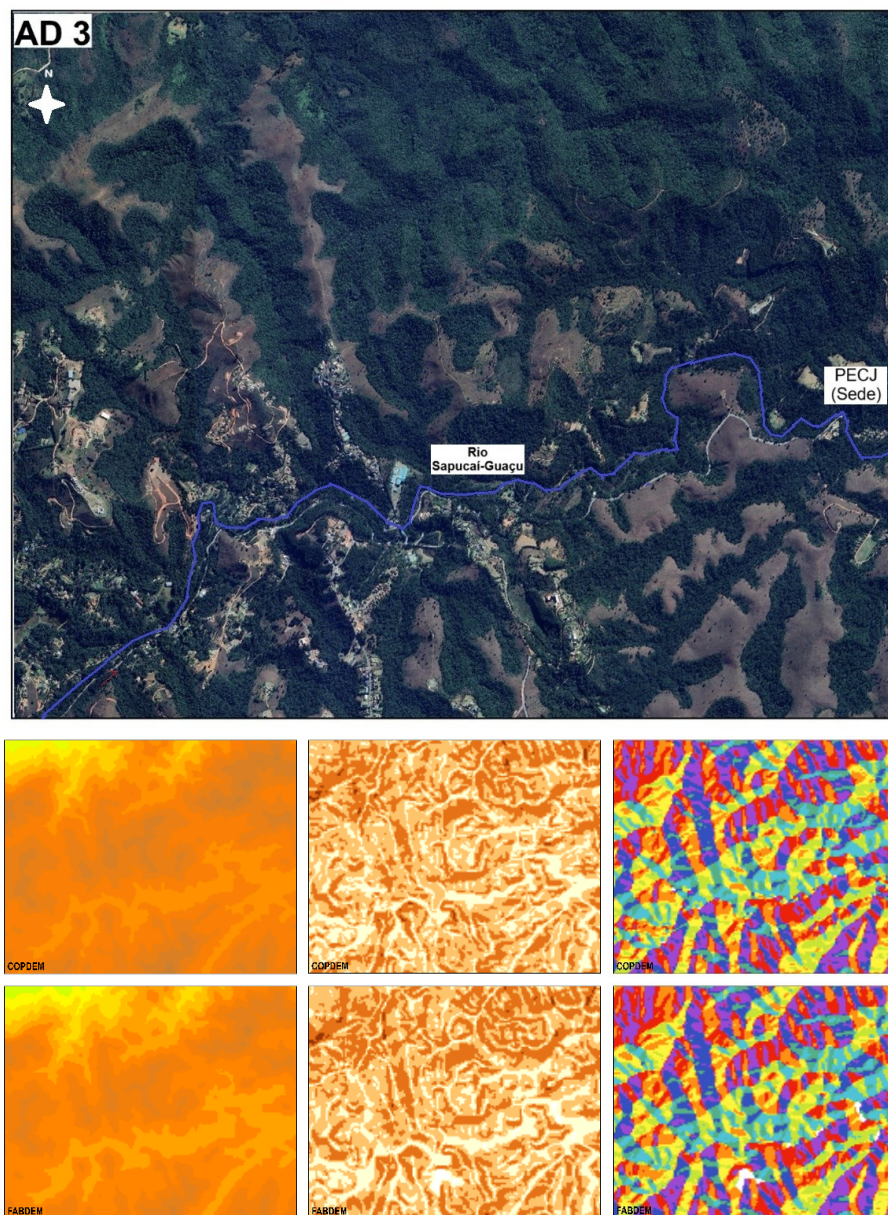 AD 3
N
PECJ
(Sede)
Rio
Sapucaí-Guaçu
COPDEM
COPDEM
COPDEM
FABDEM
FABDEM
FABDEM